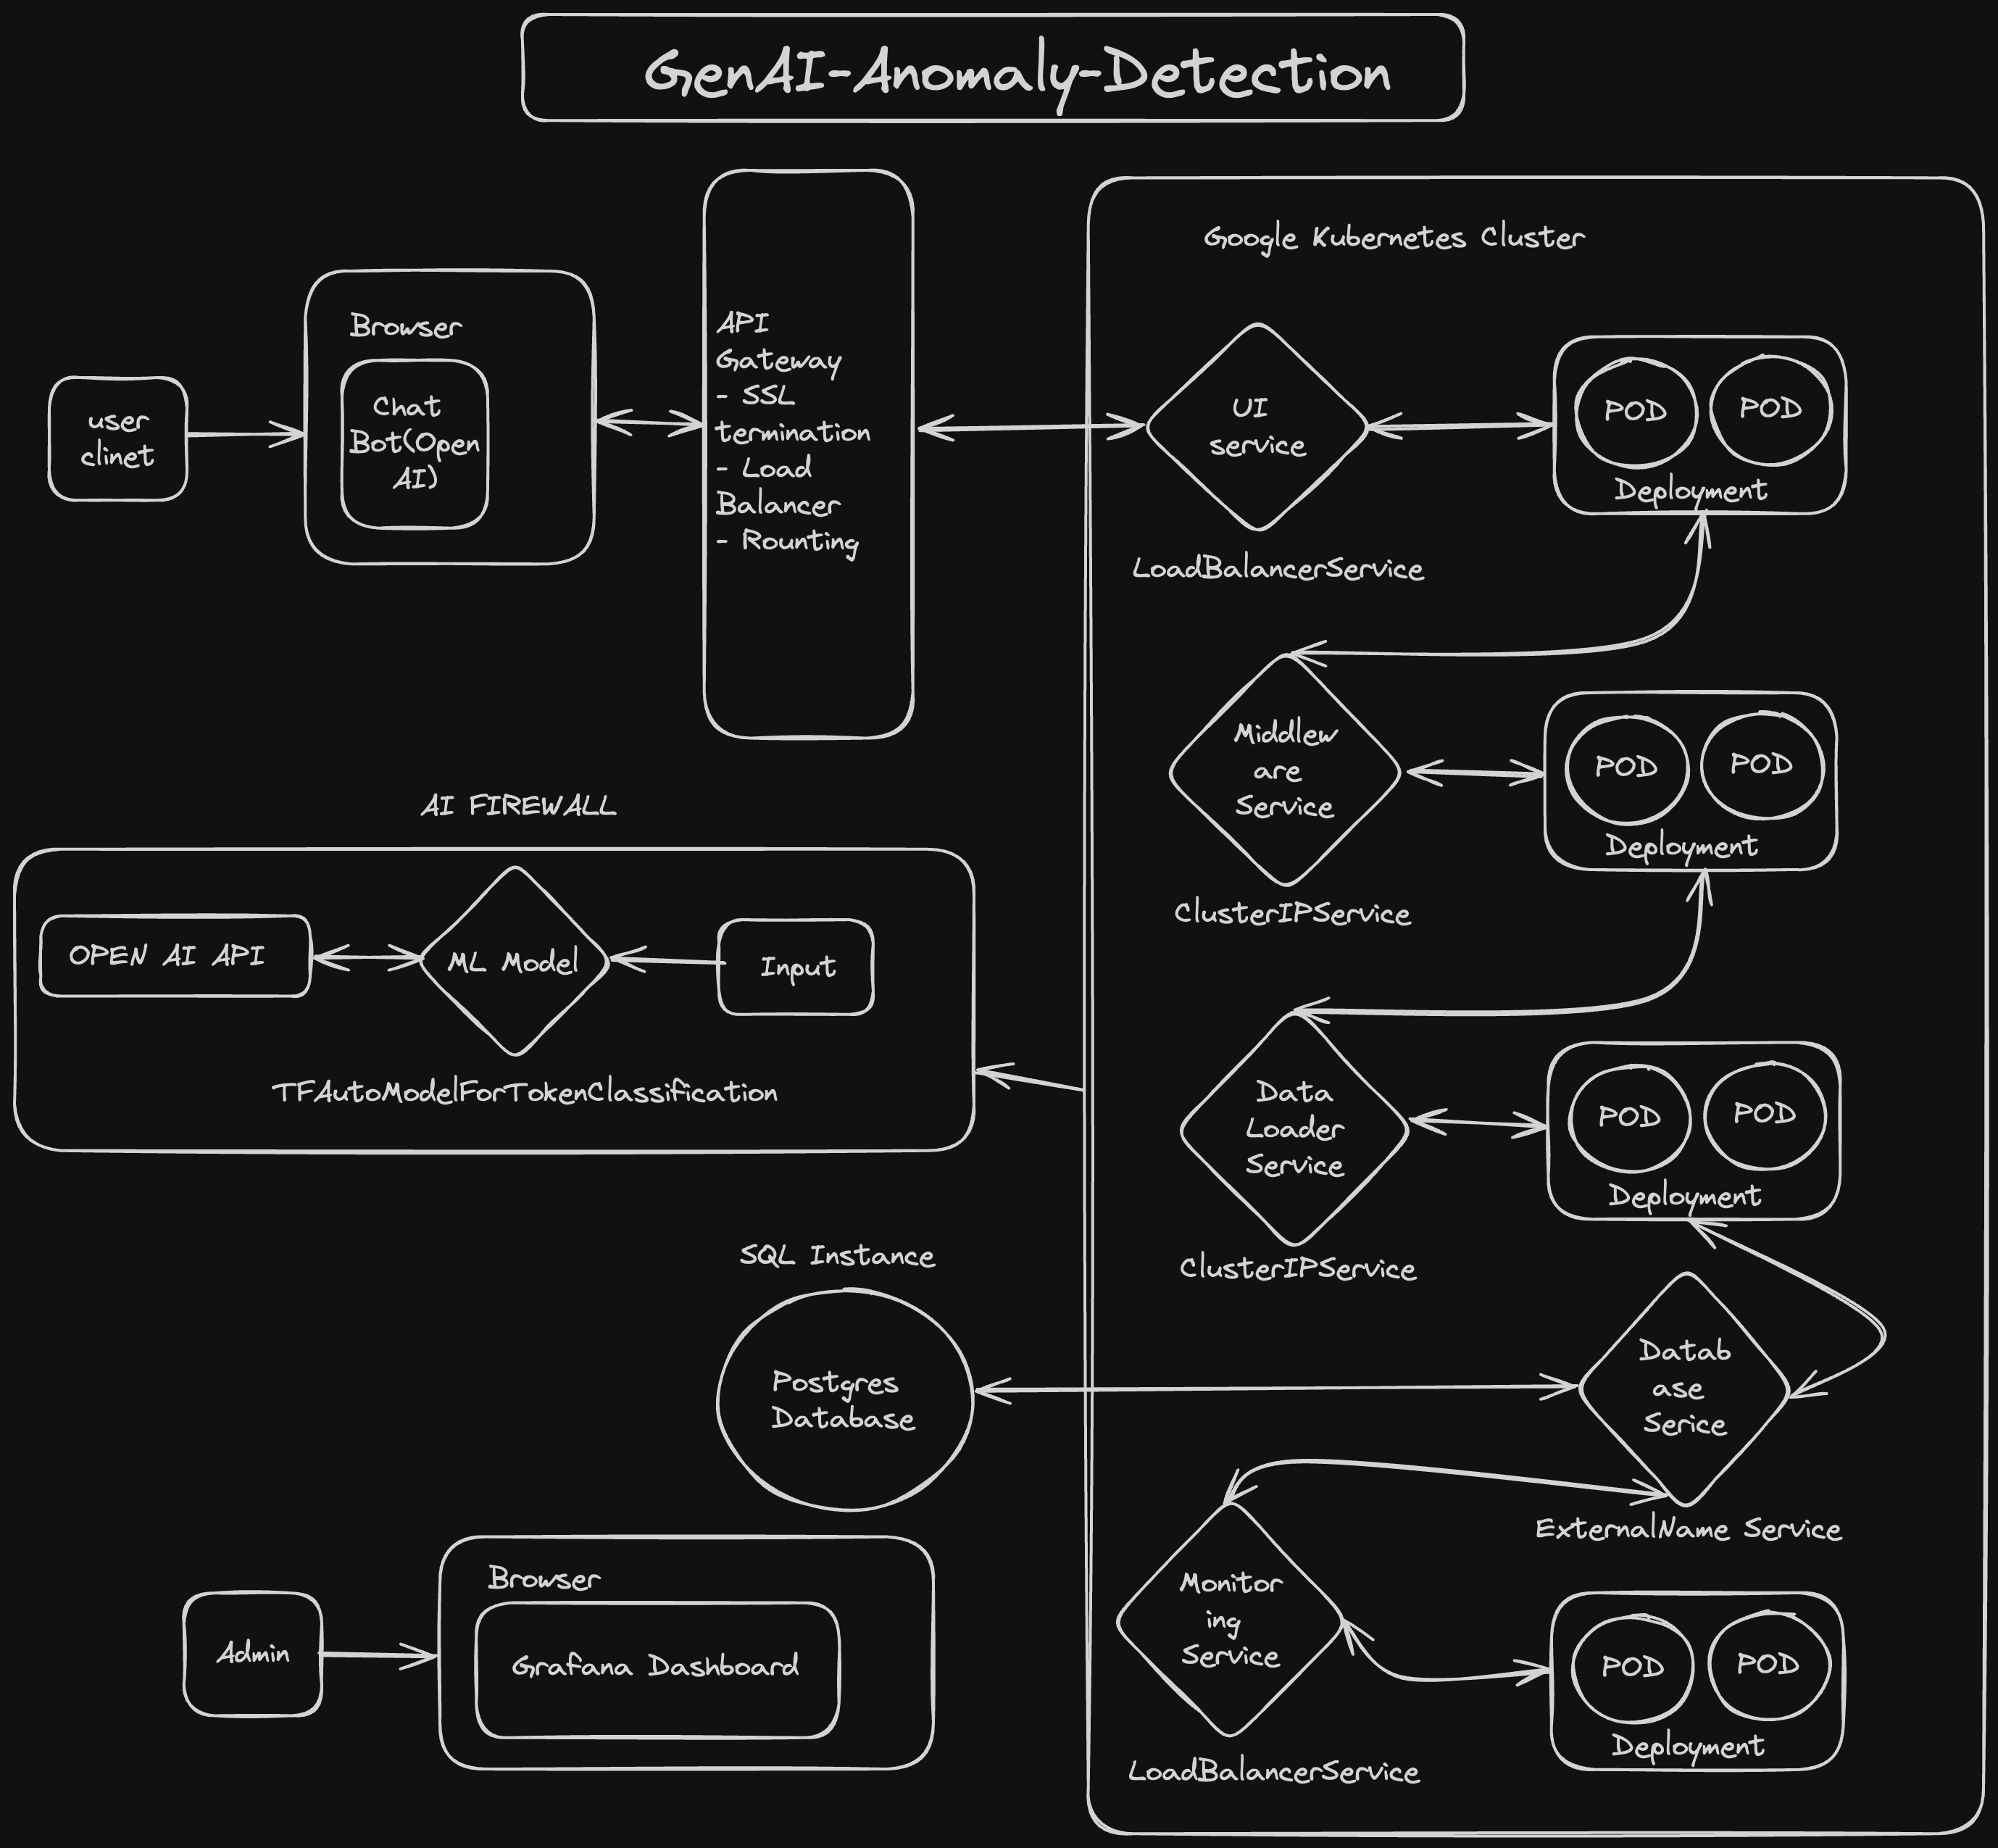 GenAI-Anomaly-Detection
Google Kubernetes Cluster
user
clinet
Browser
Chat
Bot(Open
AI)
API
Gateway
- SSL
termination
- Load
Balancer
- Rounting
UI
service
LoadBalancerService
POD
POD
Deployment
Middlew
are
Service
ClusterIPService
POD
POD
Deployment
AI FIREWALL
OPEN AI API
ML Model
Input
TFAutoModelForTokenClassification
Data
Loader
Service
ClusterIPService
POD
POD
Deployment
SQL Instance
Postgres
Database
Datab
ase
Serice
ExternalName Service
Admin
Browser
Grafana Dashboard
Monitor
ing
Service
LoadBalancerService
POD
POD
Deployment